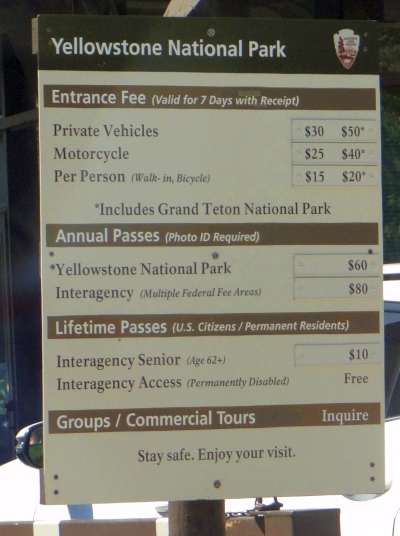 Yellowstone National Park
Entrance Fee (Valid for 7 Days with Receipt)
Private Vehicles $30 $50*
Motorcycle $25 $40*
Per Person (Walk- in, Bicycle) $15 $20*
*Includes Grand Teton National Park
Annual Passes (Photo ID Required)
*Yellowstone National Park $60
Interagency (Multiple Federal Fee Areas) $80
Lifetime Passes (U.S. Citizens / Permanent Residents)
Interagency Senior (Age 62+) $10
Interagency Access (Permanently Disabled) Free
Groups / Commercial Tours Inquire
Stay safe. Enjoy your visit.